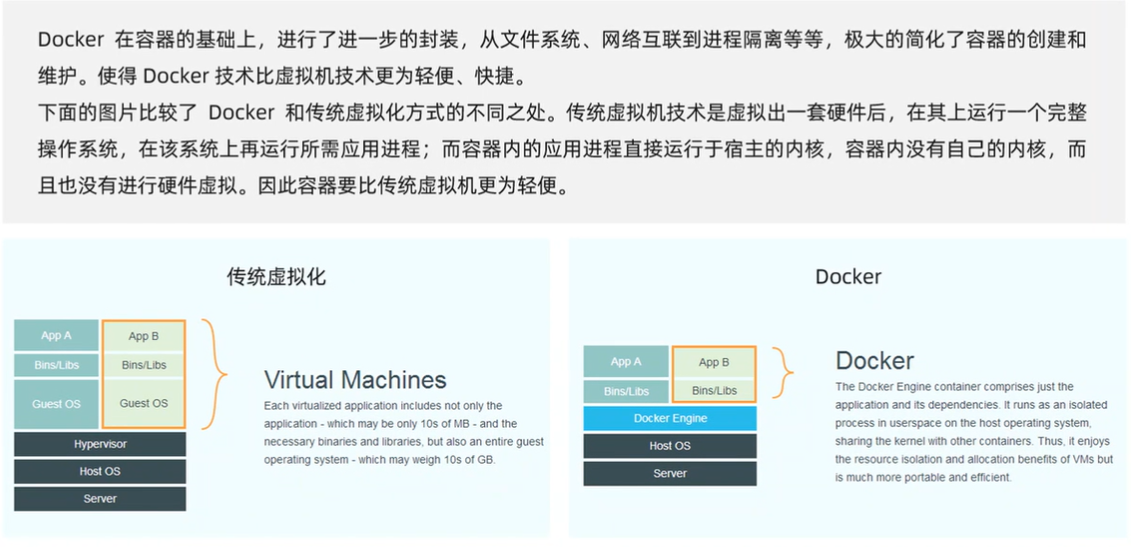 Docker 在容器的基础上，进行了进一步的封装，从文件系统、网络互联到进程隔离等等，极大的简化了容器的创建和
维护。使得 Docker 技术比虚拟机技术更为轻便、快捷。
下面的图片比较了 Docker 和传统虚拟化方式的不同之处。传统虚拟机技术是虚拟出一套硬件后，在其上运行一个完整
操作系统，在该系统上再运行所需应用进程；而容器内的应用进程直接运行于宿主的内核，容器内没有自己的内核，而
且也没有进行硬件虚拟。因此容器要比传统虚拟机更为轻便。
传统虚拟化
App A
App B
Bins/Libs
Bins/Libs
Guest OS
Guest OS
Hypervisor
Host OS
Server
Virtual Machines
Each virtualized application includes not only the
application - which may be only 10s of MB - and the
necessary binaries and libraries, but also an entire guest
operating system - which may weigh 10s of GB.
Docker
App A
App B
Bins/Libs
Bins/Libs
Docker Engine
Host OS
Server
Docker
The Docker Engine container comprises just the
application and its dependencies. It runs as an isolated
process in userspace on the host operating system,
sharing the kernel with other containers. Thus, it enjoys
the resource isolation and allocation benefits of VMs but
is much more portable and efficient.